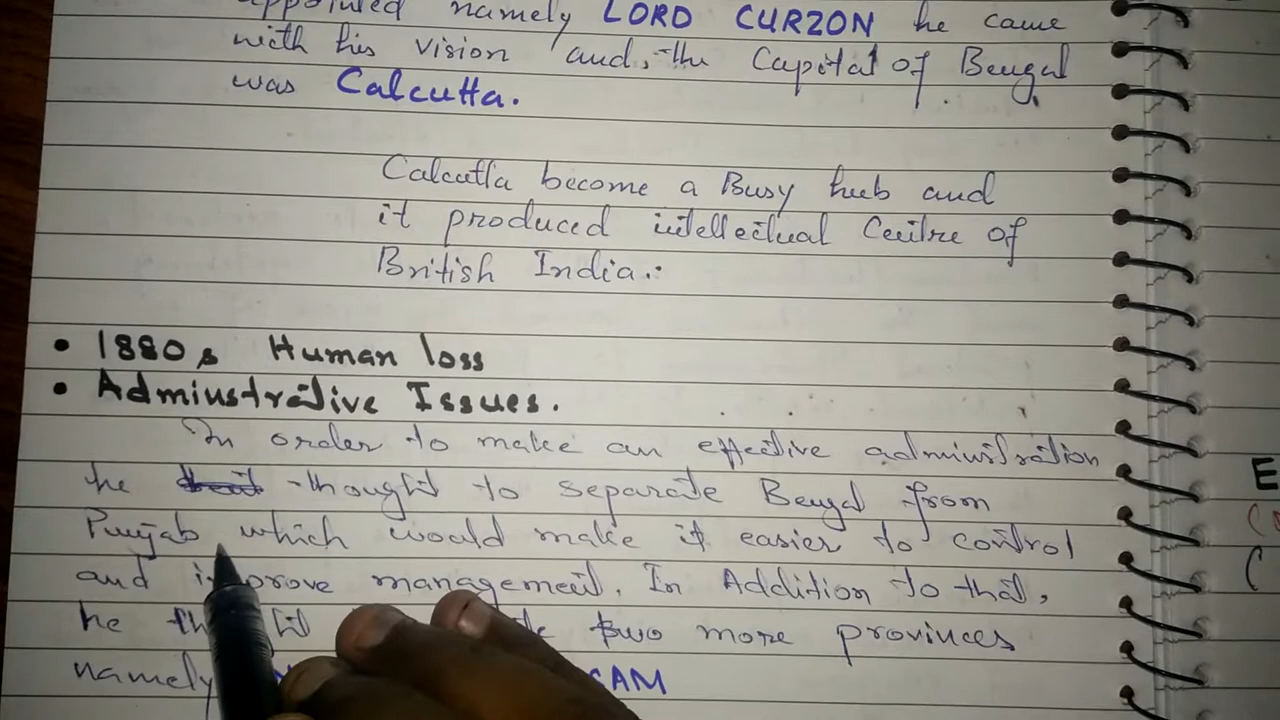 appointed namely LORD CURZON he came
with his vision and, the Capital of Bengal
was Calcutta.
Calcutta become a Busy hub and
it produced intellectual Centre of
British India.:
• 1880s Human loss
• Adminstrative Issues.
In order to make an effective administration
he thought to separate Bengal from
Punjab which would make it easier to control
and improve management. In Addition to that,
he two more provinces
namely
E